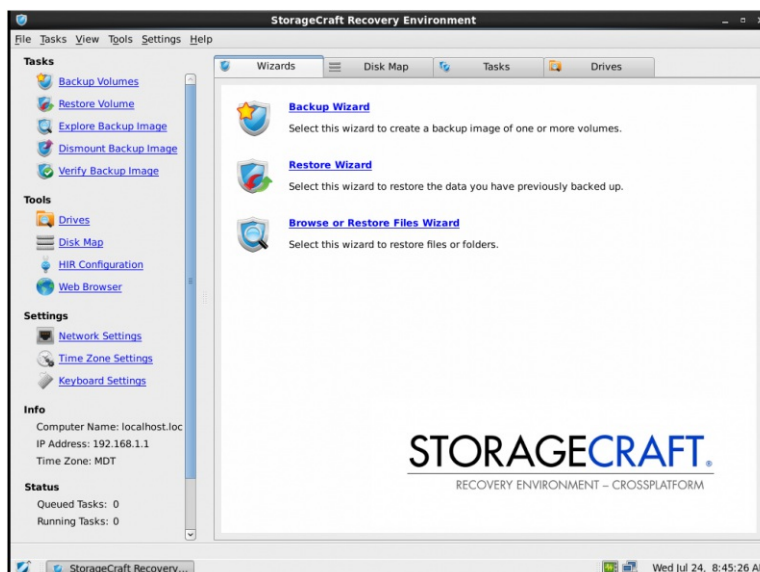 StorageCraft Recovery Environment
File Tasks View Tools Settings Help
Tasks
Backup Volumes
Restore Volume
Explore Backup Image
Dismount Backup Image
Verify Backup Image
Tools
Drives
Disk Map
HIR Configuration
Web Browser
Settings
Network Settings
Time Zone Settings
Keyboard Settings
Info
Computer Name: localhost.loc
IP Address: 192.168.1.1
Time Zone: MDT
Status
Queued Tasks: 0
Running Tasks: 0
Wizards Disk Map Tasks Drives
Backup Wizard
Select this wizard to create a backup image of one or more volumes.
Restore Wizard
Select this wizard to restore the data you have previously backed up.
Browse or Restore Files Wizard
Select this wizard to restore files or folders.
STORAGECRAFT®
RECOVERY ENVIRONMENT – CROSSPLATFORM
StorageCraft Recovery... Wed Jul 24, 8:45:26